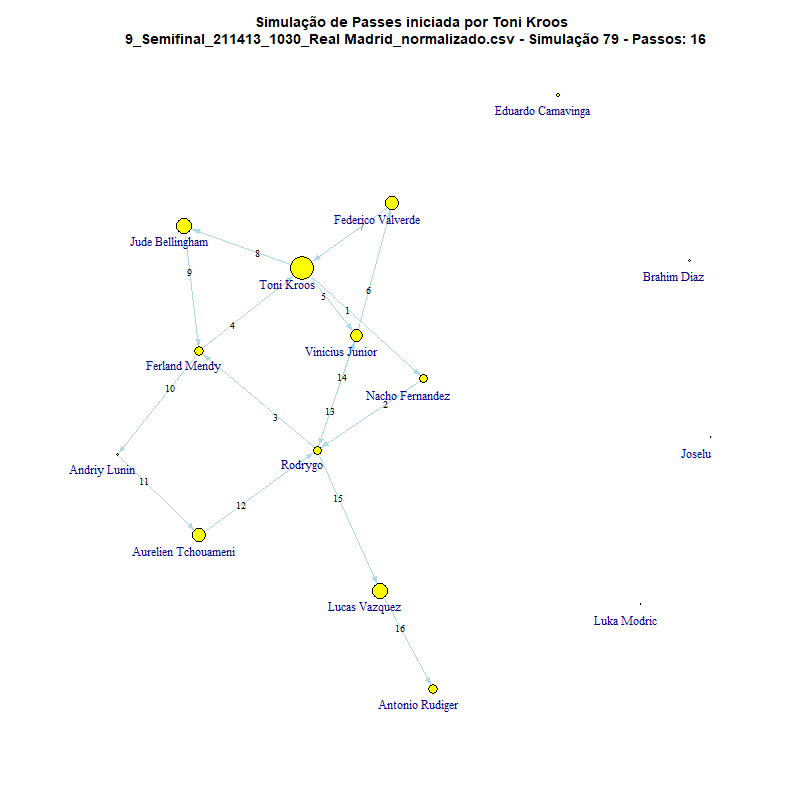 Simulação de Passes iniciada por Toni Kroos
9_Semifinal_211413_1030_Real Madrid_normalizado.csv - Simulação 79 - Passos: 16
Eduardo Camavinga
Federico Valverde
7
Jude Bellingham
8
9
Brahim Diaz
Toni Kroos
5
6
1
4
Vinicius Junior
Ferland Mendy
14
10
Nacho Fernandez
2
13
3
Joselu
Rodrygo
Andriy Lunin
11
15
12
Aurelien Tchouameni
Lucas Vazquez
Luka Modric
16
Antonio Rudiger